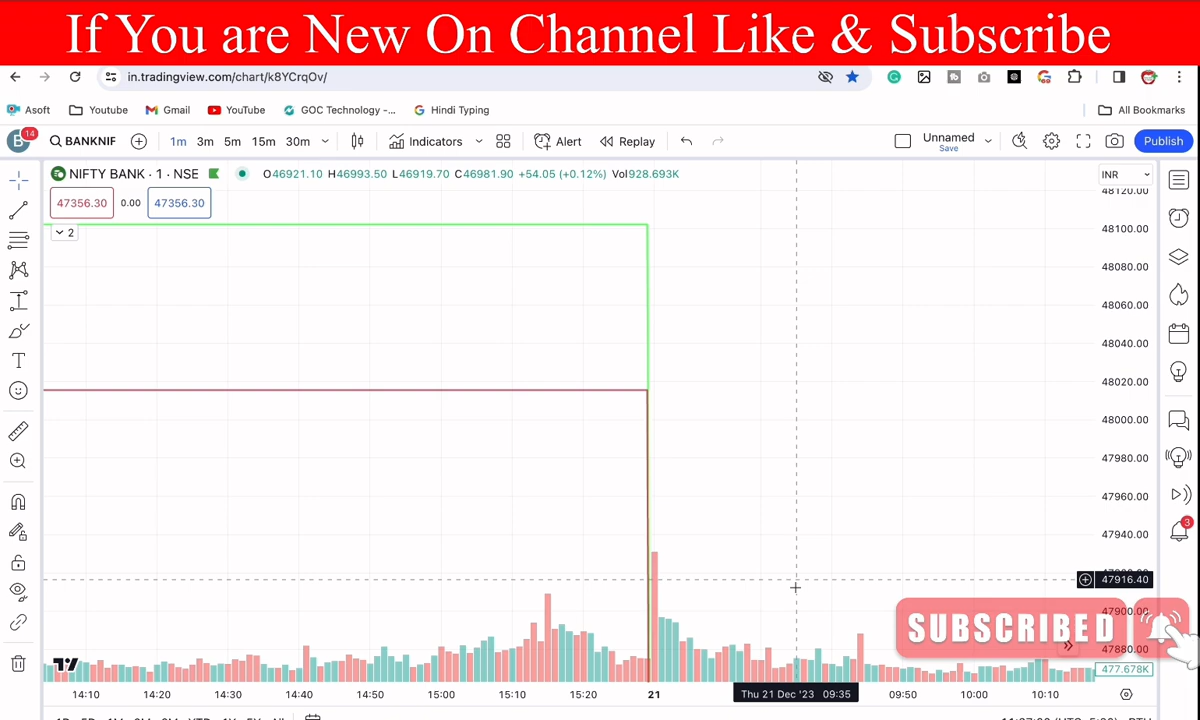 If You are New On Channel Like & Subscribe
in.tradingview.com/chart/k8YCrqOv/
Asoft Youtube Gmail YouTube GOC Technology -... Hindi Typing All Bookmarks
B 14 BANKNIF 1m 3m 5m 15m 30m Indicators Alert Replay Unnamed Publish
Save
NIFTY BANK · 1 · NSE O46921.10 H46993.50 L46919.70 C46981.90 +54.05 (+0.12%) Vol928.693K INR
48120.00
47356.30 0.00 47356.30
2
48100.00
48080.00
48060.00
48040.00
48020.00
48000.00
47980.00
47960.00
3
47940.00
47916.40
47900.00
SUBSCRIBED
47880.00
477.678K
14:10 14:20 14:30 14:40 14:50 15:00 15:10 15:20 21 Thu 21 Dec '23 09:35 09:50 10:00 10:10